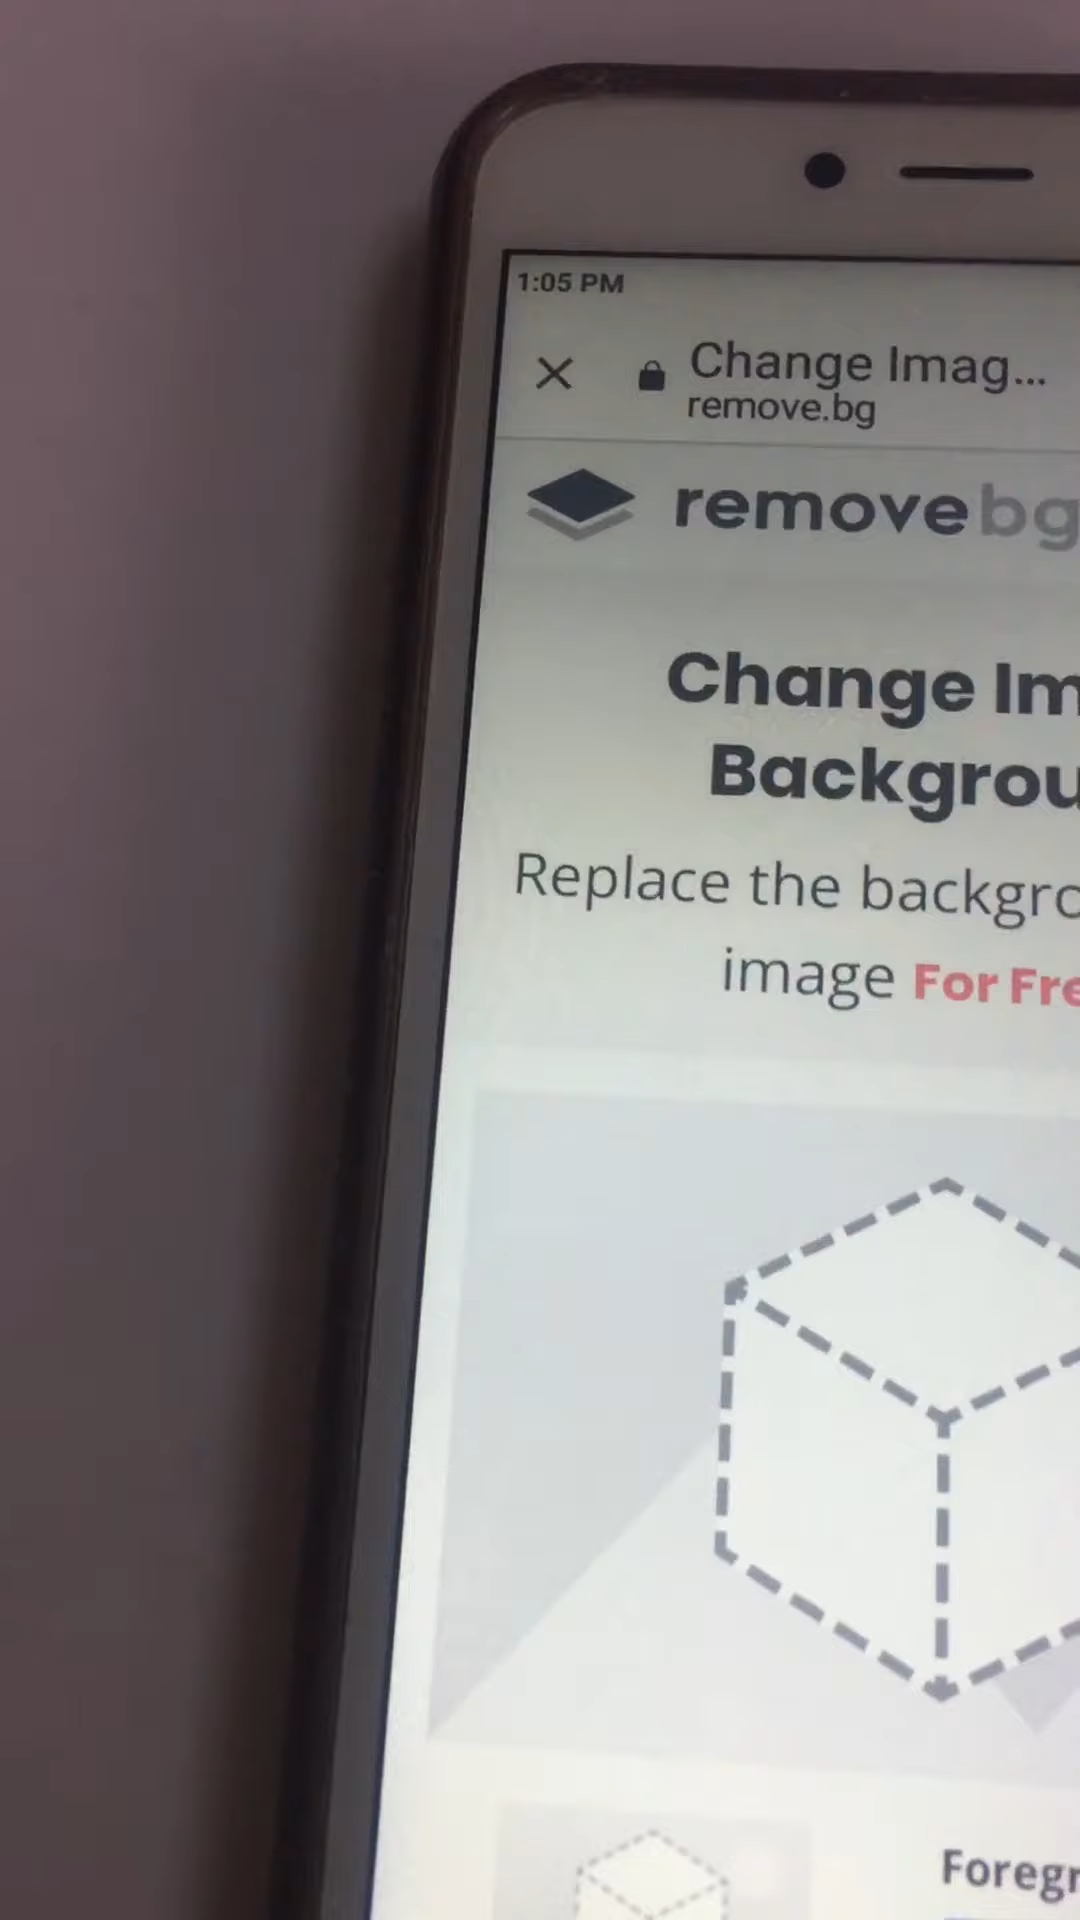 1:05 PM
Change Imag...
remove.bg
removebg
Change Im
Backgrou
Replace the backgro
image For Fre
Foregr